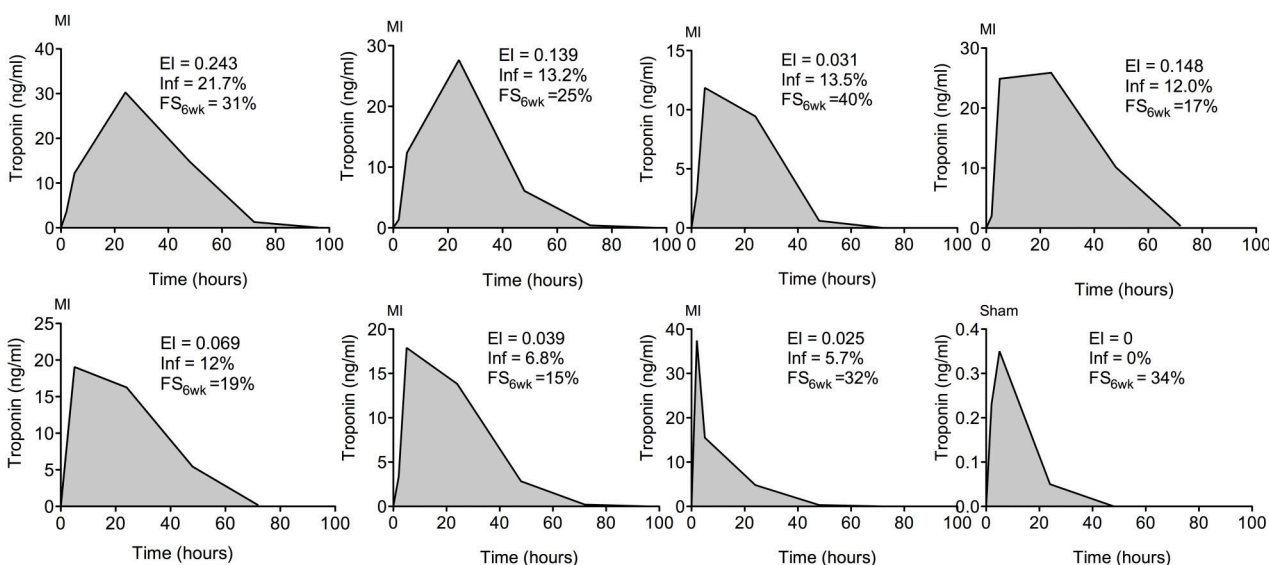 MI
Troponin (ng/ml)
40
30
20
10
0
EI = 0.243
Inf = 21.7%
FS6wk = 31%
0 20 40 60 80 100
Time (hours)
MI
Troponin (ng/ml)
30
20
10
0
EI = 0.139
Inf = 13.2%
FS6wk =25%
0 20 40 60 80 100
Time (hours)
MI
Troponin (ng/ml)
15
10
5
0
EI = 0.031
Inf = 13.5%
FS6wk =40%
0 20 40 60 80 100
Time (hours)
MI
Troponin (ng/ml)
30
20
10
0
EI = 0.148
Inf = 12.0%
FS6wk =17%
0 20 40 60 80 100
Time (hours)
MI
Troponin (ng/ml)
25
20
15
10
5
0
EI = 0.069
Inf = 12%
FS6wk =19%
0 20 40 60 80 100
Time (hours)
MI
Troponin (ng/ml)
20
15
10
5
0
EI = 0.039
Inf = 6.8%
FS6wk =15%
0 20 40 60 80 100
Time (hours)
MI
Troponin (ng/ml)
40
30
20
10
0
EI = 0.025
Inf = 5.7%
FS6wk =32%
0 20 40 60 80 100
Time (hours)
Sham
Troponin (ng/ml)
0.4
0.3
0.2
0.1
0.0
EI = 0
Inf = 0%
FS6wk = 34%
0 20 40 60 80 100
Time (hours)